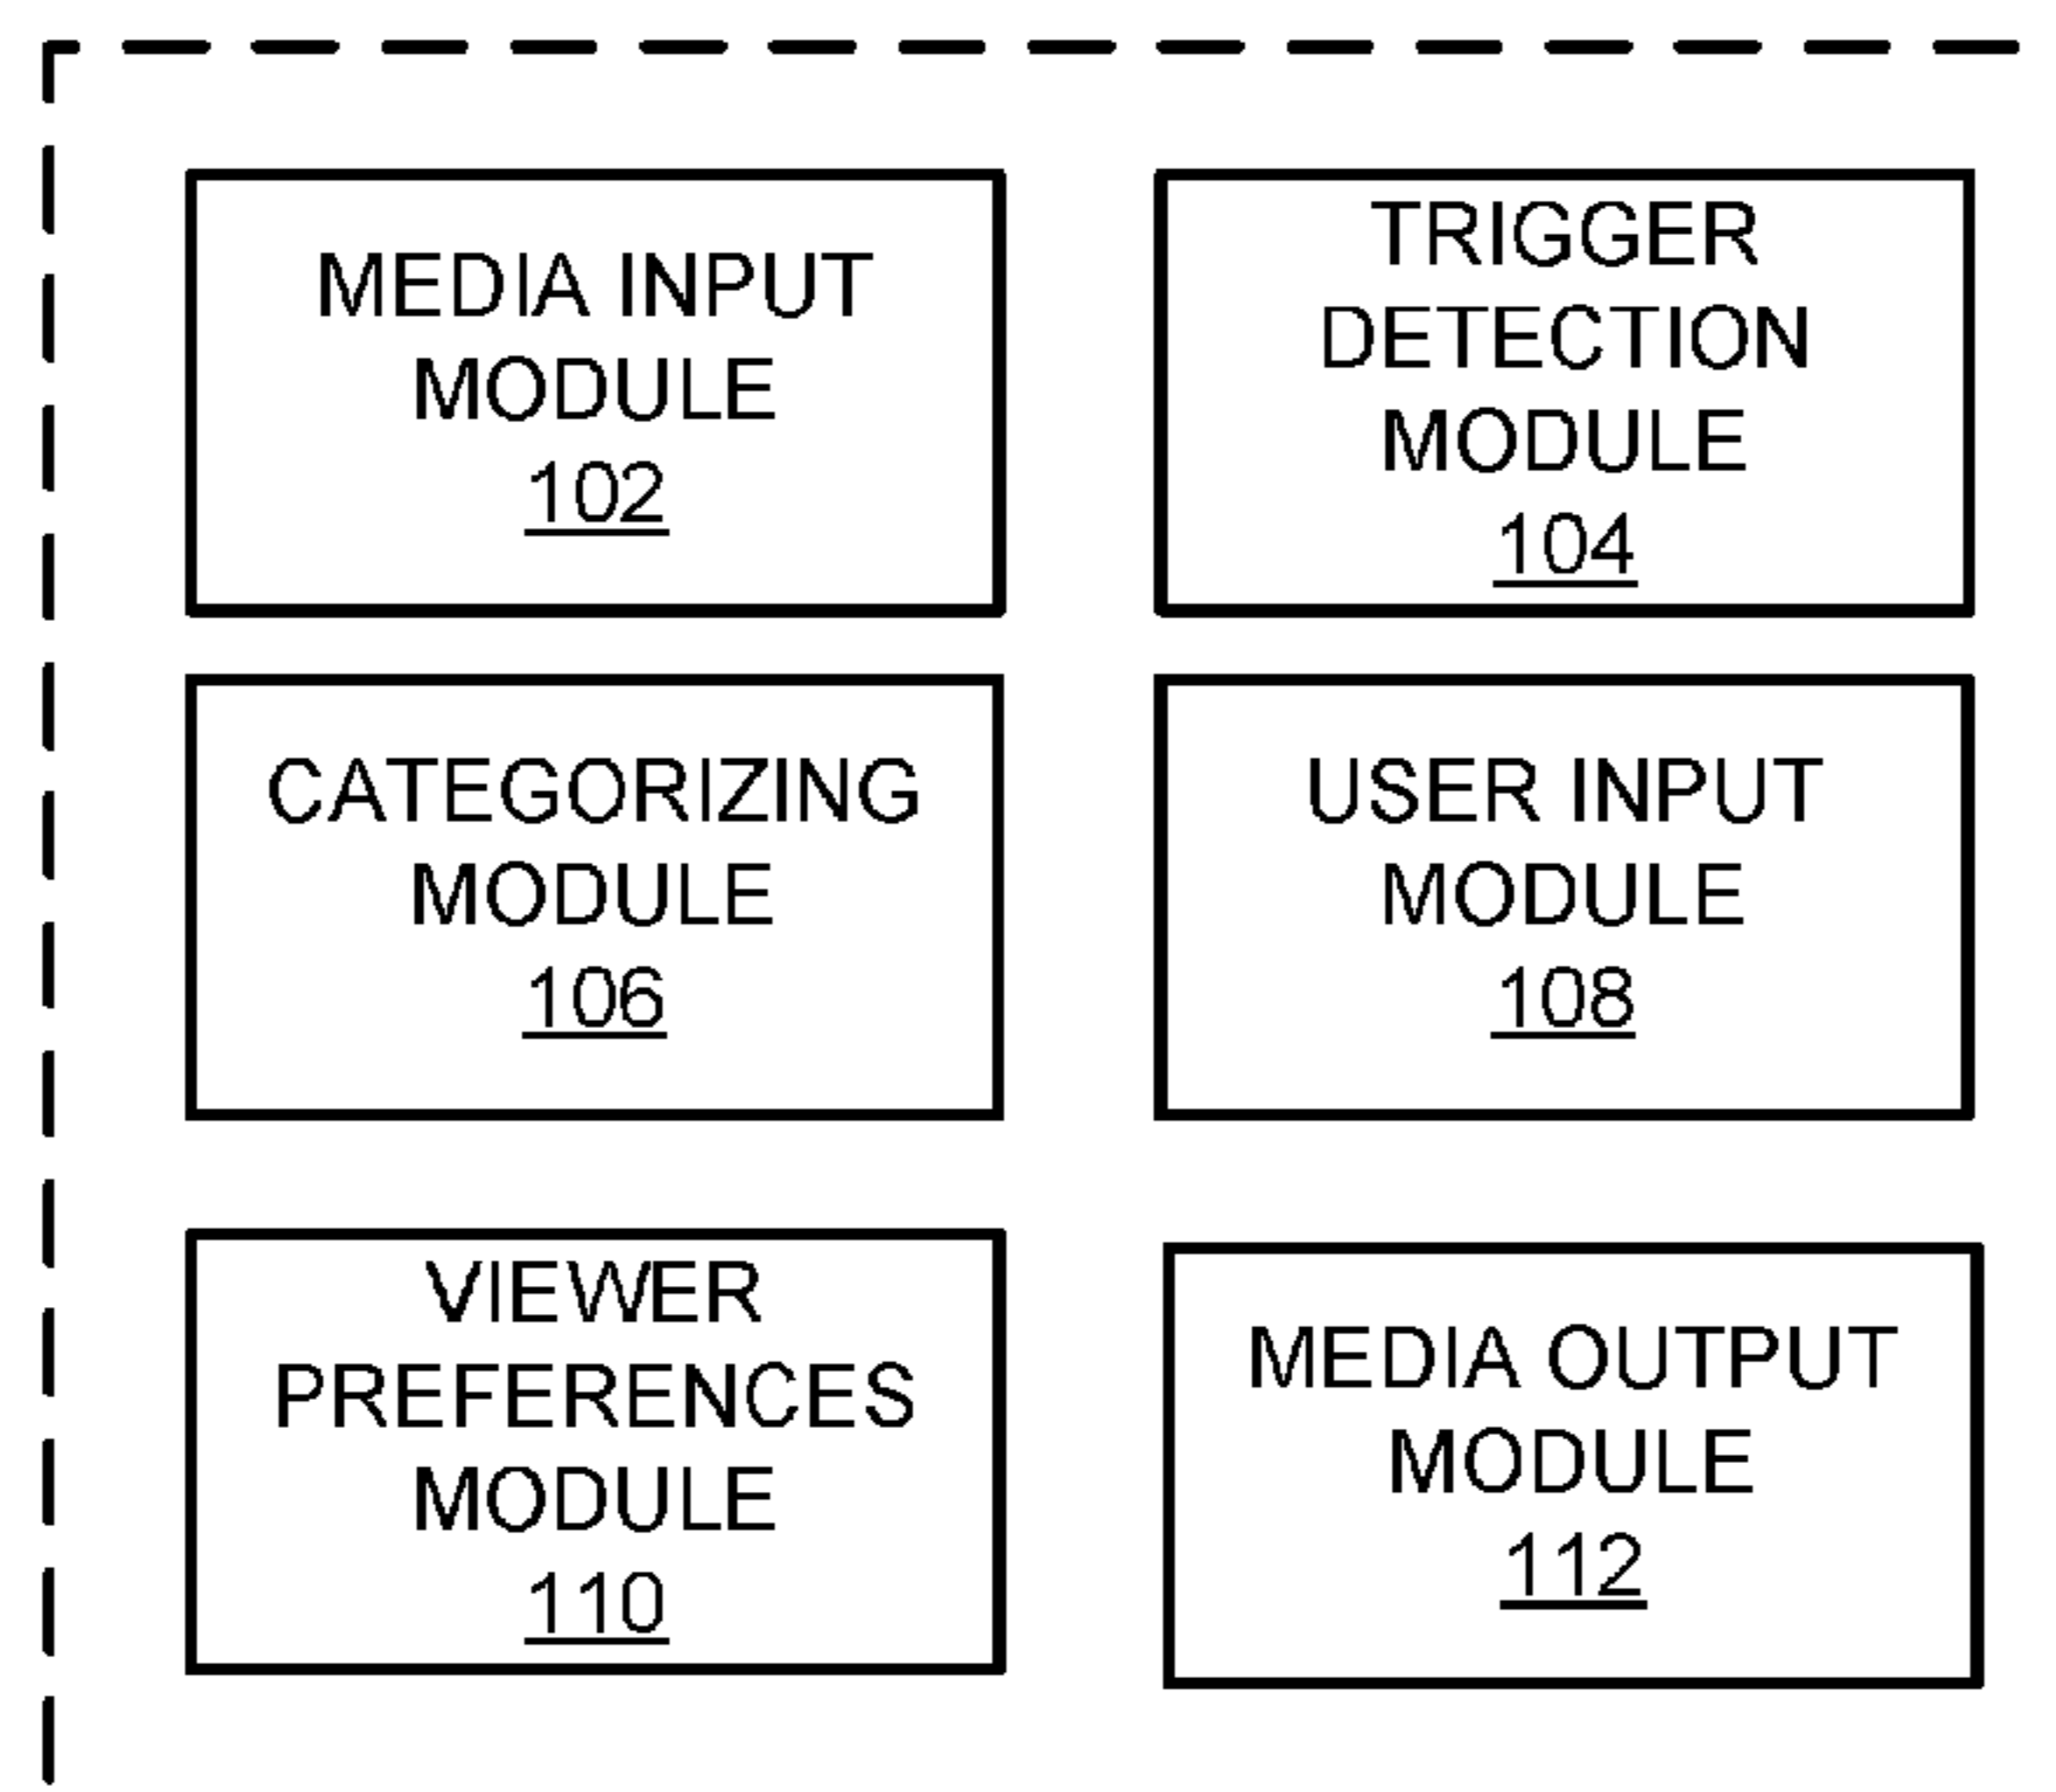 MEDIA INPUT
MODULE
102
TRIGGER
DETECTION
MODULE
104
CATEGORIZING
MODULE
106
USER INPUT
MODULE
108
VIEWER
PREFERENCES
MODULE
110
MEDIA OUTPUT
MODULE
112